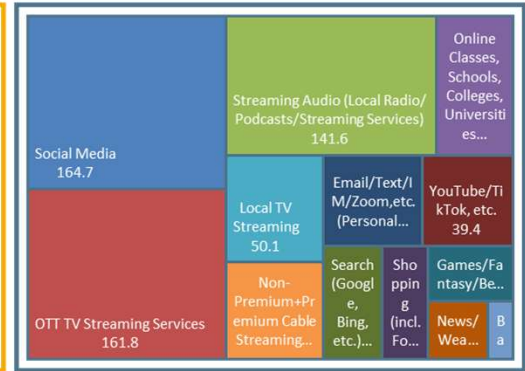 Social Media
164.7
OTT TV Streaming Services
161.8
Streaming Audio (Local Radio/
Podcasts/Streaming Services)
141.6
Online
Classes,
Schools,
Colleges,
Universiti
es...
Local TV
Streaming
50.1
Non-
Premium+Pr
emium Cable
Streaming...
Email/Text/I
M/Zoom,etc.
(Personal...
YouTube/Ti
kTok, etc.
39.4
Search
(Googl
e,
Bing,
etc.)...
Sho
ppin
g
(incl.
Fo...
Games/Fa
ntasy/Be...
News/
Wea...
B
a